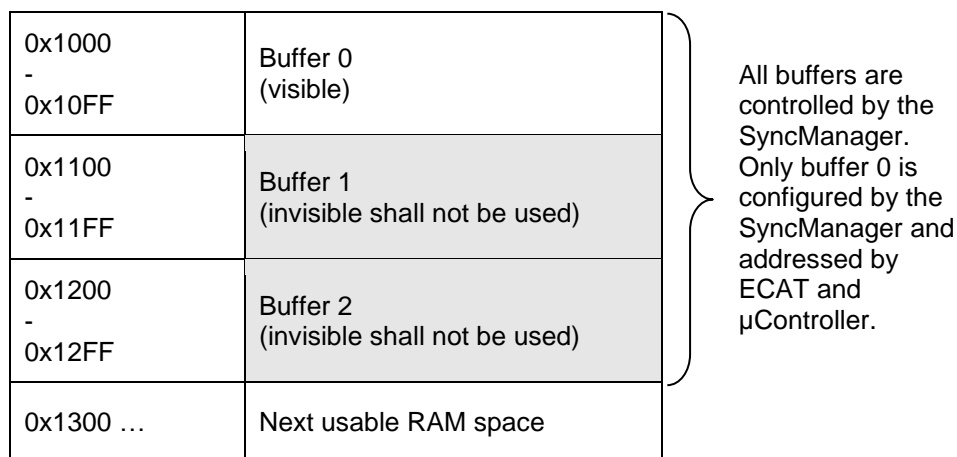 0x1000
-
0x10FF
Buffer 0
(visible)
0x1100
-
0x11FF
Buffer 1
(invisible shall not be used)
0x1200
-
0x12FF
Buffer 2
(invisible shall not be used)
0x1300 …
Next usable RAM space
All buffers are
controlled by the
SyncManager.
Only buffer 0 is
configured by the
SyncManager and
addressed by
ECAT and
µController.